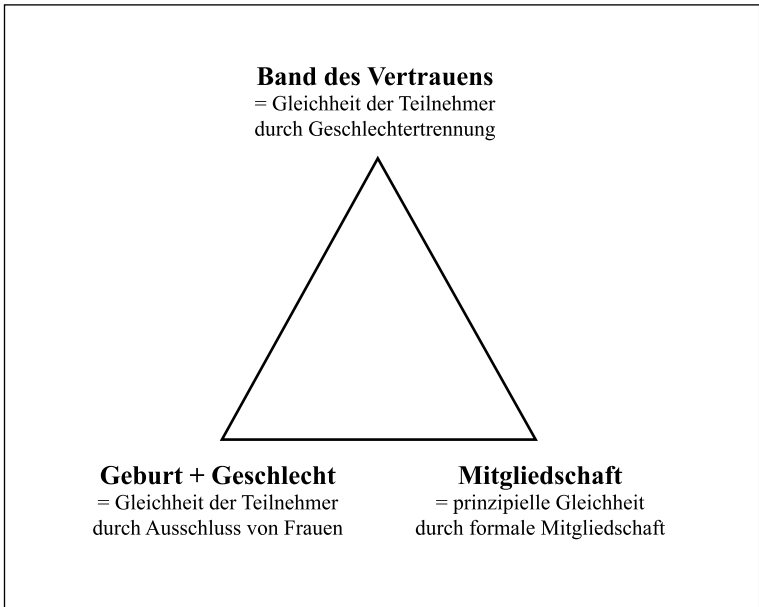 Band des Vertrauens
= Gleichheit der Teilnehmer
durch Geschlechtertrennung
Geburt + Geschlecht
= Gleichheit der Teilnehmer
durch Ausschluss von Frauen
Mitgliedschaft
= prinzipielle Gleichheit
durch formale Mitgliedschaft